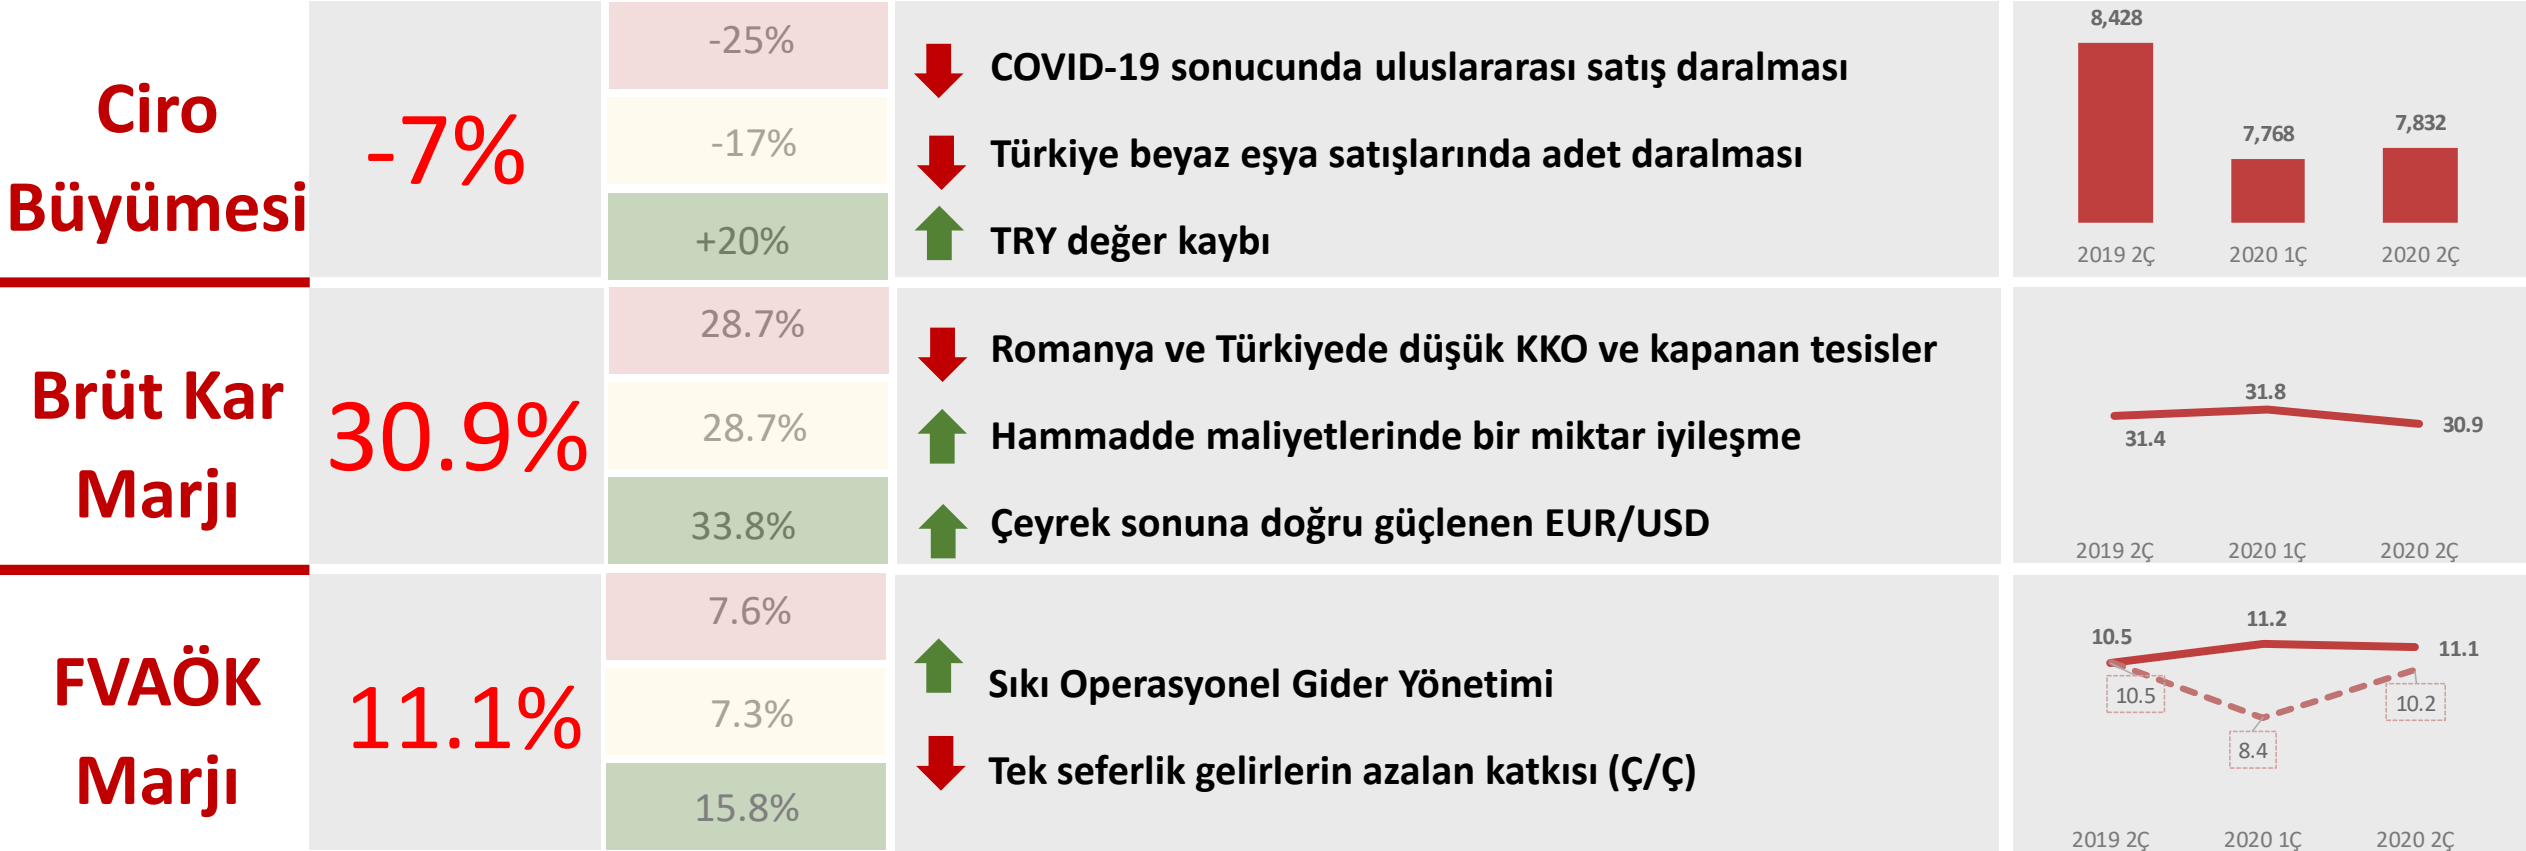 Ciro
Büyümesi
-7%
-25%
-17%
+20%
COVID-19 sonucunda uluslararası satış daralması
Türkiye beyaz eşya satışlarında adet daralması
TRY değer kaybı
8,428
7,768
7,832
2019 2Ç
2020 1Ç
2020 2Ç
Brüt Kar
Marjı
30.9%
28.7%
28.7%
33.8%
Romanya ve Türkiyede düşük KKO ve kapanan tesisler
Hammadde maliyetlerinde bir miktar iyileşme
Çeyrek sonuna doğru güçlenen EUR/USD
31.4
31.8
30.9
2019 2Ç
2020 1Ç
2020 2Ç
FVAÖK
Marjı
11.1%
7.6%
7.3%
15.8%
Sıkı Operasyonel Gider Yönetimi
Tek seferlik gelirlerin azalan katkısı (Ç/Ç)
10.5
11.2
11.1
10.5
8.4
10.2
2019 2Ç
2020 1Ç
2020 2Ç